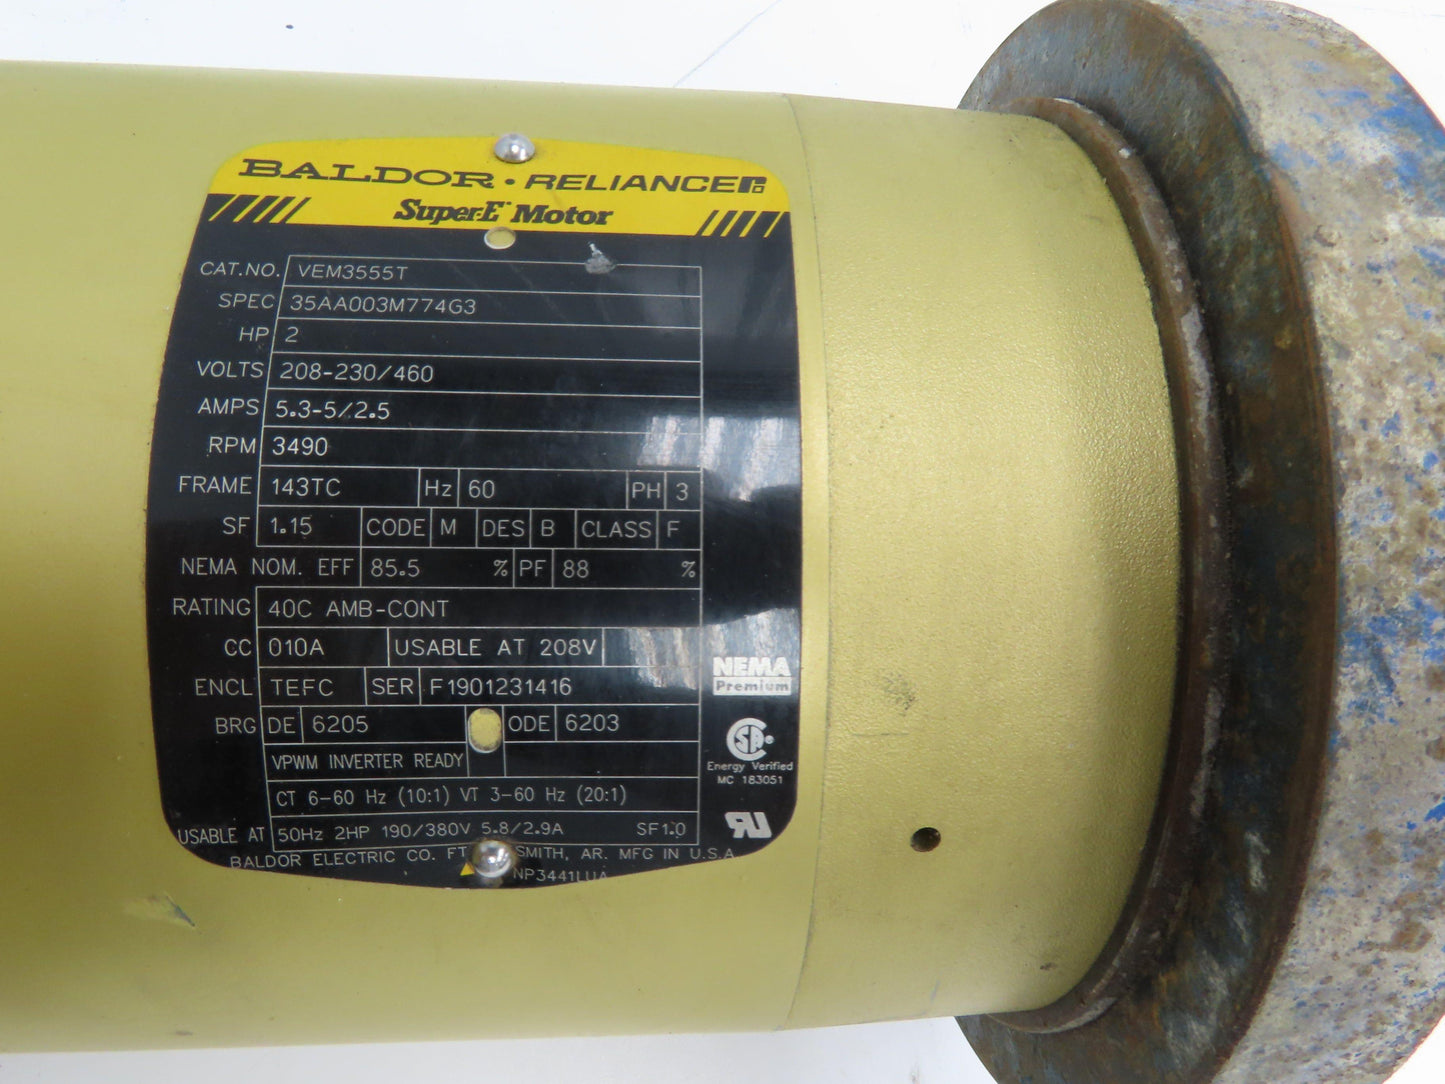 BALDOR • RELIANCE
Super-E Motor
CAT.NO. VEM3555T
SPEC 35AA003M774G3
HP 2
VOLTS 208-230/460
AMPS 5.3-5/2.5
RPM 3490
FRAME 143TC Hz 60 PH 3
SF 1.15 CODE M DES B CLASS F
NEMA NOM. EFF 85.5 % PF 88 %
RATING 40C AMB-CONT
CC 010A USABLE AT 208V
ENCL TEFC SER F1901231416
BRG DE 6205 ODE 6203
VPWM INVERTER READY
CT 6-60 Hz (10:1) VT 3-60 Hz (20:1)
USABLE AT 50Hz 2HP 190/380V 5.8/2.9A SF1.0
BALDOR ELECTRIC CO. FT SMITH, AR. MFG IN U.S.A
NP3441LUA
NEMA
Premium
SA
Energy Verified
MC 183051